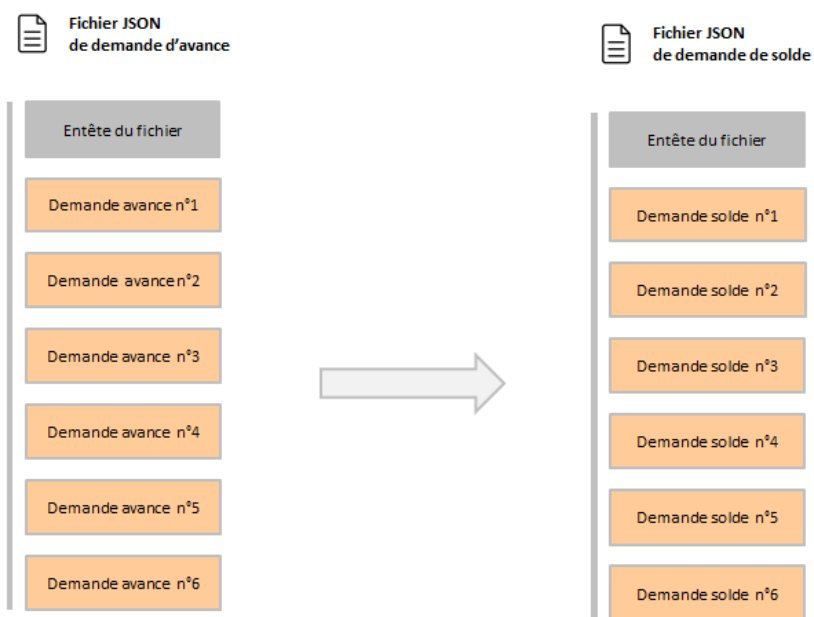 Fichier JSON
de demande d'avance
Entête du fichier
Demande avance n°1
Demande avance n°2
Demande avance n°3
Demande avance n°4
Demande avance n°5
Demande avance n°6
Fichier JSON
de demande de solde
Entête du fichier
Demande solde n°1
Demande solde n°2
Demande solde n°3
Demande solde n°4
Demande solde n°5
Demande solde n°6